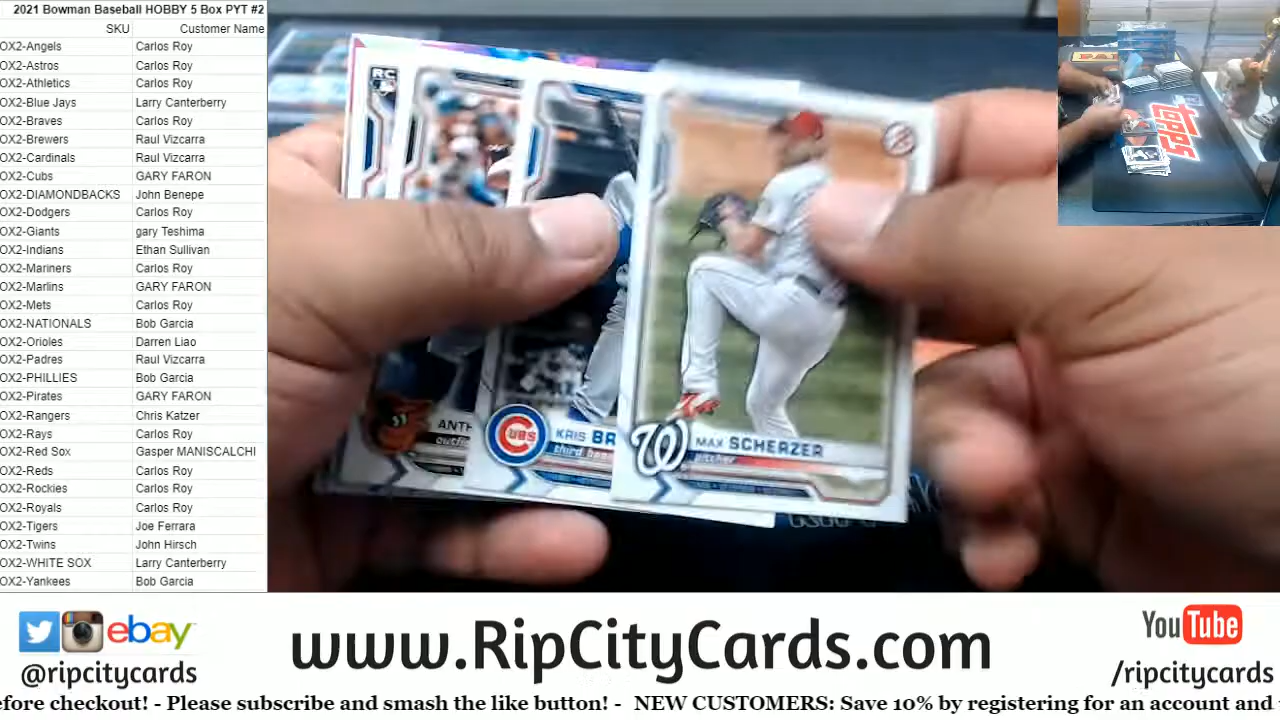 2021 Bowman Baseball HOBBY 5 Box PYT #2
SKU Customer Name
OX2-Angels Carlos Roy
OX2-Astros Carlos Roy
OX2-Athletics Carlos Roy
OX2-Blue Jays Larry Canterberry
OX2-Braves Carlos Roy
OX2-Brewers Raul Vizcarra
OX2-Cardinals Raul Vizcarra
OX2-Cubs GARY FARON
OX2-DIAMONDBACKS John Benepe
OX2-Dodgers Carlos Roy
OX2-Giants gary Teshima
OX2-Indians Ethan Sullivan
OX2-Mariners Carlos Roy
OX2-Marlins GARY FARON
OX2-Mets Carlos Roy
OX2-NATIONALS Bob Garcia
OX2-Orioles Darren Liao
OX2-Padres Raul Vizcarra
OX2-PHILLIES Bob Garcia
OX2-Pirates GARY FARON
OX2-Rangers Chris Katzer
OX2-Rays Carlos Roy
OX2-Red Sox Gasper MANISCALCHI
OX2-Reds Carlos Roy
OX2-Rockies Carlos Roy
OX2-Royals Carlos Roy
OX2-Tigers Joe Ferrara
OX2-Twins John Hirsch
OX2-WHITE SOX Larry Canterberry
OX2-Yankees Bob Garcia
RC
ANTH
outfie
CUBS
KRIS BR
third bas
W
MAX SCHERZER
pitcher
topps
ebay
@ripcitycards
www.RipCityCards.com
YouTube
/ripcitycards
efore checkout! - Please subscribe and smash the like button! - NEW CUSTOMERS: Save 10% by registering for an account and